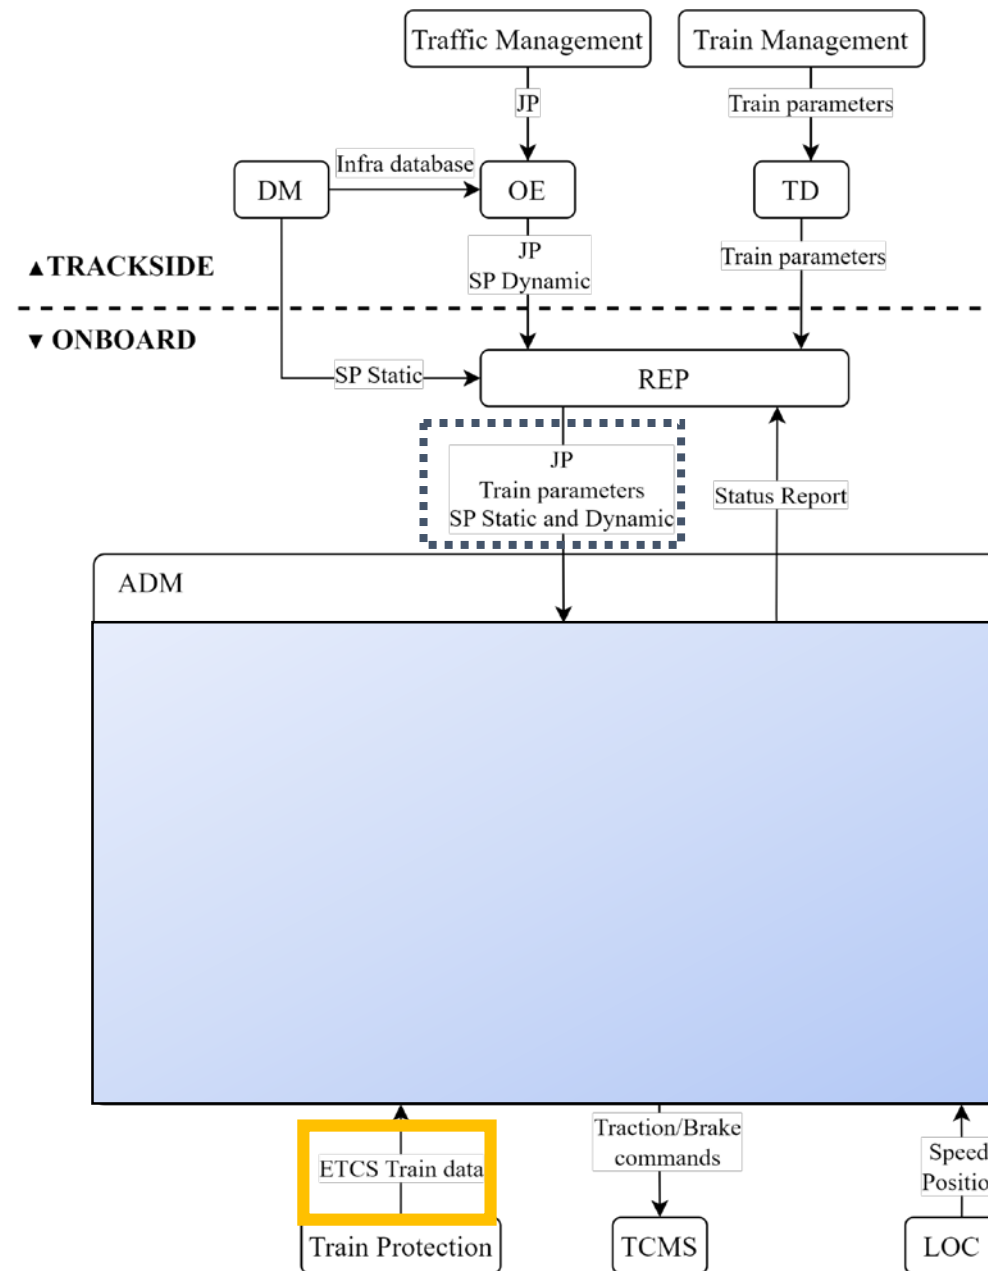 Traffic Management
Train Management
JP
Train parameters
Infra database
DM
OE
TD
JP
SP Dynamic
Train parameters
▲TRACKSIDE
▼ ONBOARD
SP Static
REP
JP
Train parameters
SP Static and Dynamic
Status Report
ADM
ETCS Train data
Traction/Brake
commands
Speed
Position
Train Protection
TCMS
LOC